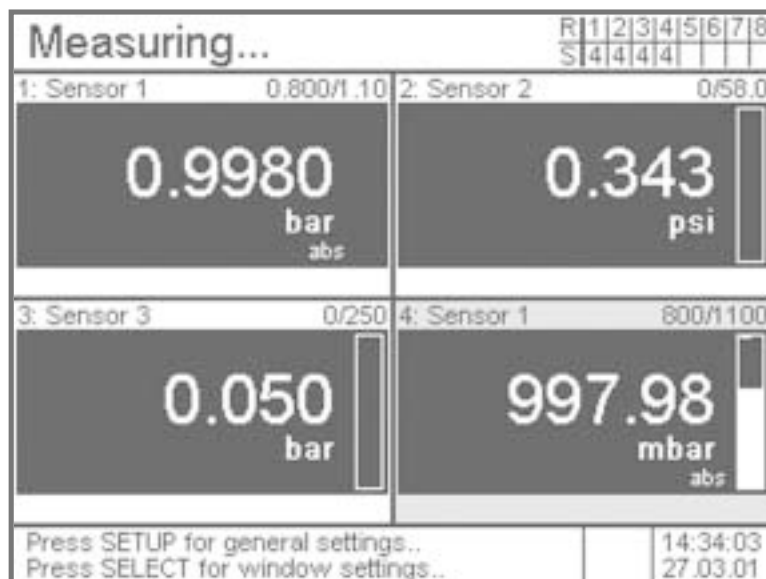 Measuring...
R 1 2 3 4 5 6 7 8
S 4 4 4 4
1: Sensor 1 0.800/1.10
0.9980
bar
abs
2: Sensor 2 0/58.0
0.343
psi
3: Sensor 3 0/250
0.050
bar
4: Sensor 1 800/1100
997.98
mbar
abs
Press SETUP for general settings..
Press SELECT for window settings..
14:34:03
27.03.01